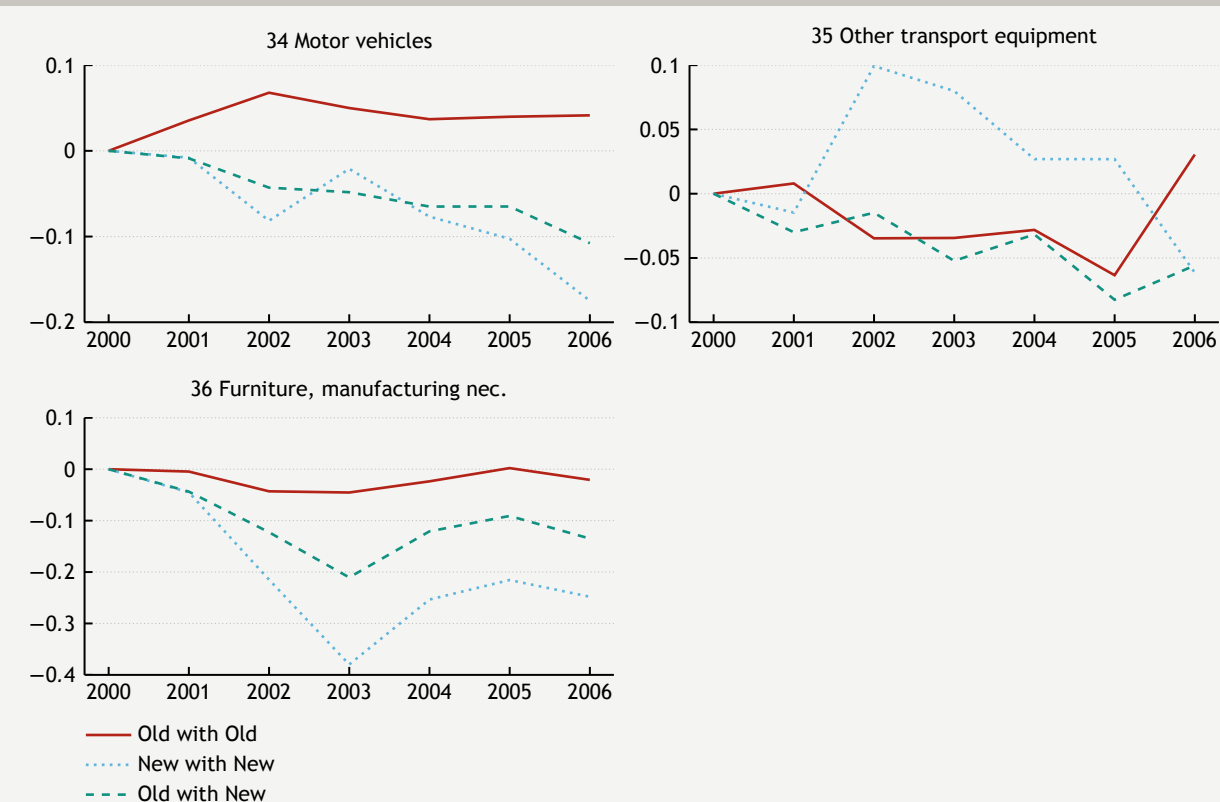 34 Motor vehicles
0.1
0
−0.1
−0.2
2000 2001 2002 2003 2004 2005 2006
35 Other transport equipment
0.1
0.05
0
−0.05
−0.1
2000 2001 2002 2003 2004 2005 2006
36 Furniture, manufacturing nec.
0.1
0
−0.1
−0.2
−0.3
−0.4
2000 2001 2002 2003 2004 2005 2006
Old with Old
New with New
Old with New